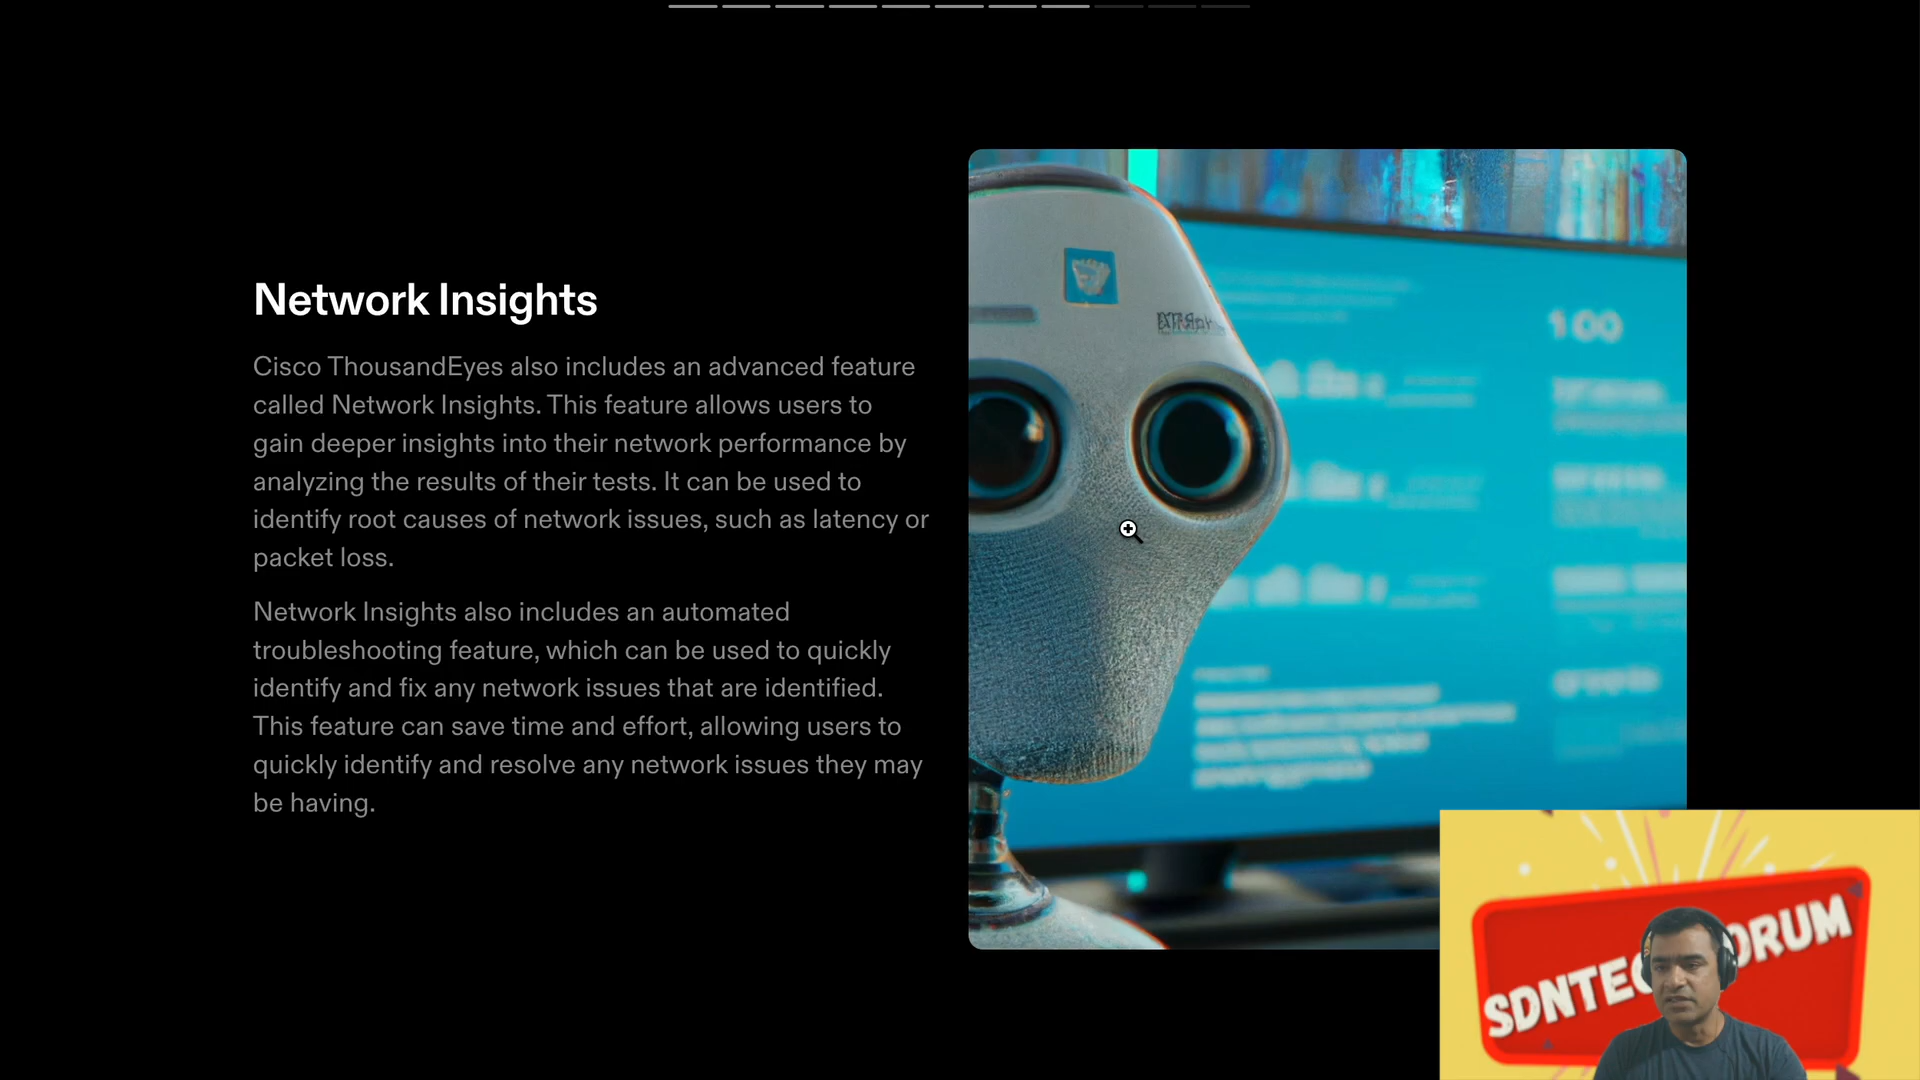 Network Insights
Cisco ThousandEyes also includes an advanced feature
called Network Insights. This feature allows users to
gain deeper insights into their network performance by
analyzing the results of their tests. It can be used to
identify root causes of network issues, such as latency or
packet loss.
Network Insights also includes an automated
troubleshooting feature, which can be used to quickly
identify and fix any network issues that are identified.
This feature can save time and effort, allowing users to
quickly identify and resolve any network issues they may
be having.
100